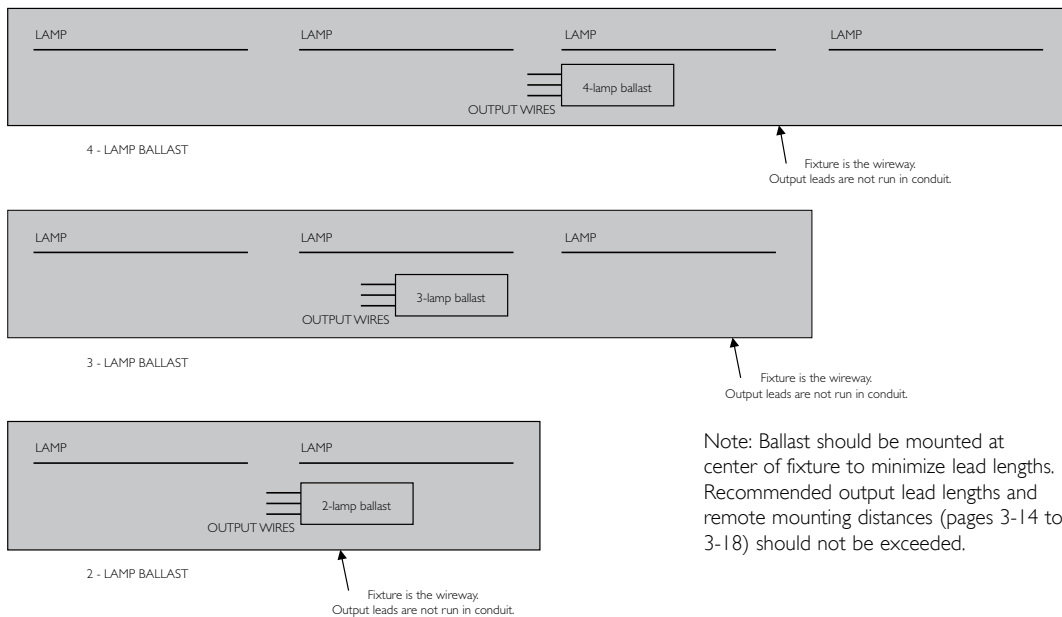 LAMP LAMP LAMP LAMP
4-lamp ballast
OUTPUT WIRES
4 - LAMP BALLAST
Fixture is the wireway.
Output leads are not run in conduit.
LAMP LAMP LAMP
3-lamp ballast
OUTPUT WIRES
3 - LAMP BALLAST
Fixture is the wireway.
Output leads are not run in conduit.
LAMP LAMP
2-lamp ballast
OUTPUT WIRES
2 - LAMP BALLAST
Fixture is the wireway.
Output leads are not run in conduit.
Note: Ballast should be mounted at
center of fixture to minimize lead lengths.
Recommended output lead lengths and
remote mounting distances (pages 3-14 to
3-18) should not be exceeded.